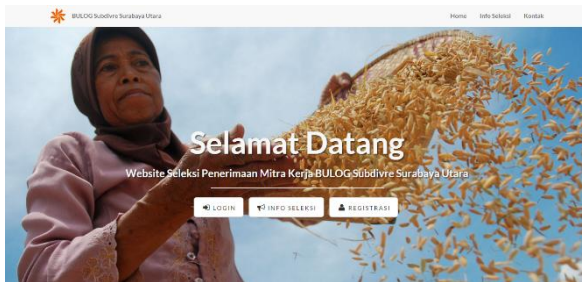 BULOG Subdivre Surabaya Utara
Home Info Seleksi Kontak
Selamat Datang
Website Seleksi Penerimaan Mitra Kerja BULOG Subdivre Surabaya Utara
LOGIN INFO SELEKSI REGISTRASI